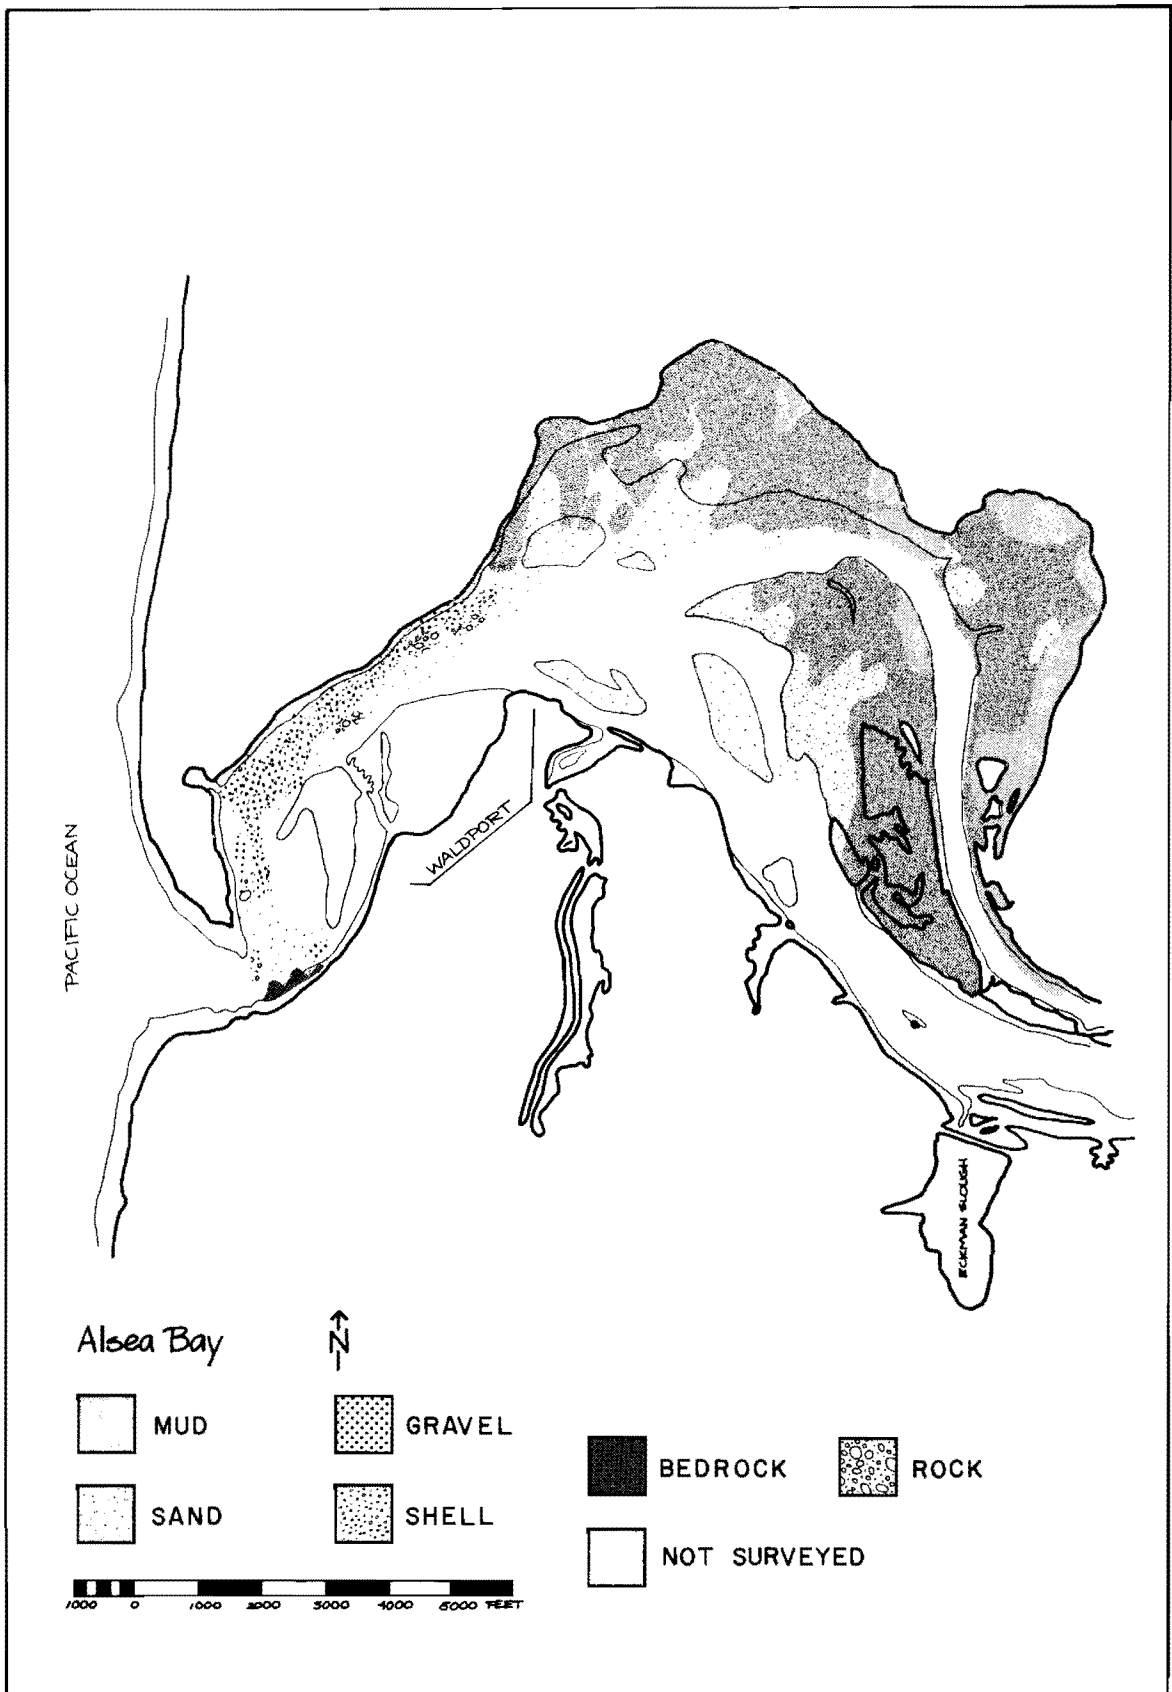 PACIFIC OCEAN
WALDPORT
ECKMAN SLOUGH
Alsea Bay
N
MUD
GRAVEL
SAND
SHELL
BEDROCK
ROCK
NOT SURVEYED
1000 0 1000 2000 3000 4000 5000 FEET